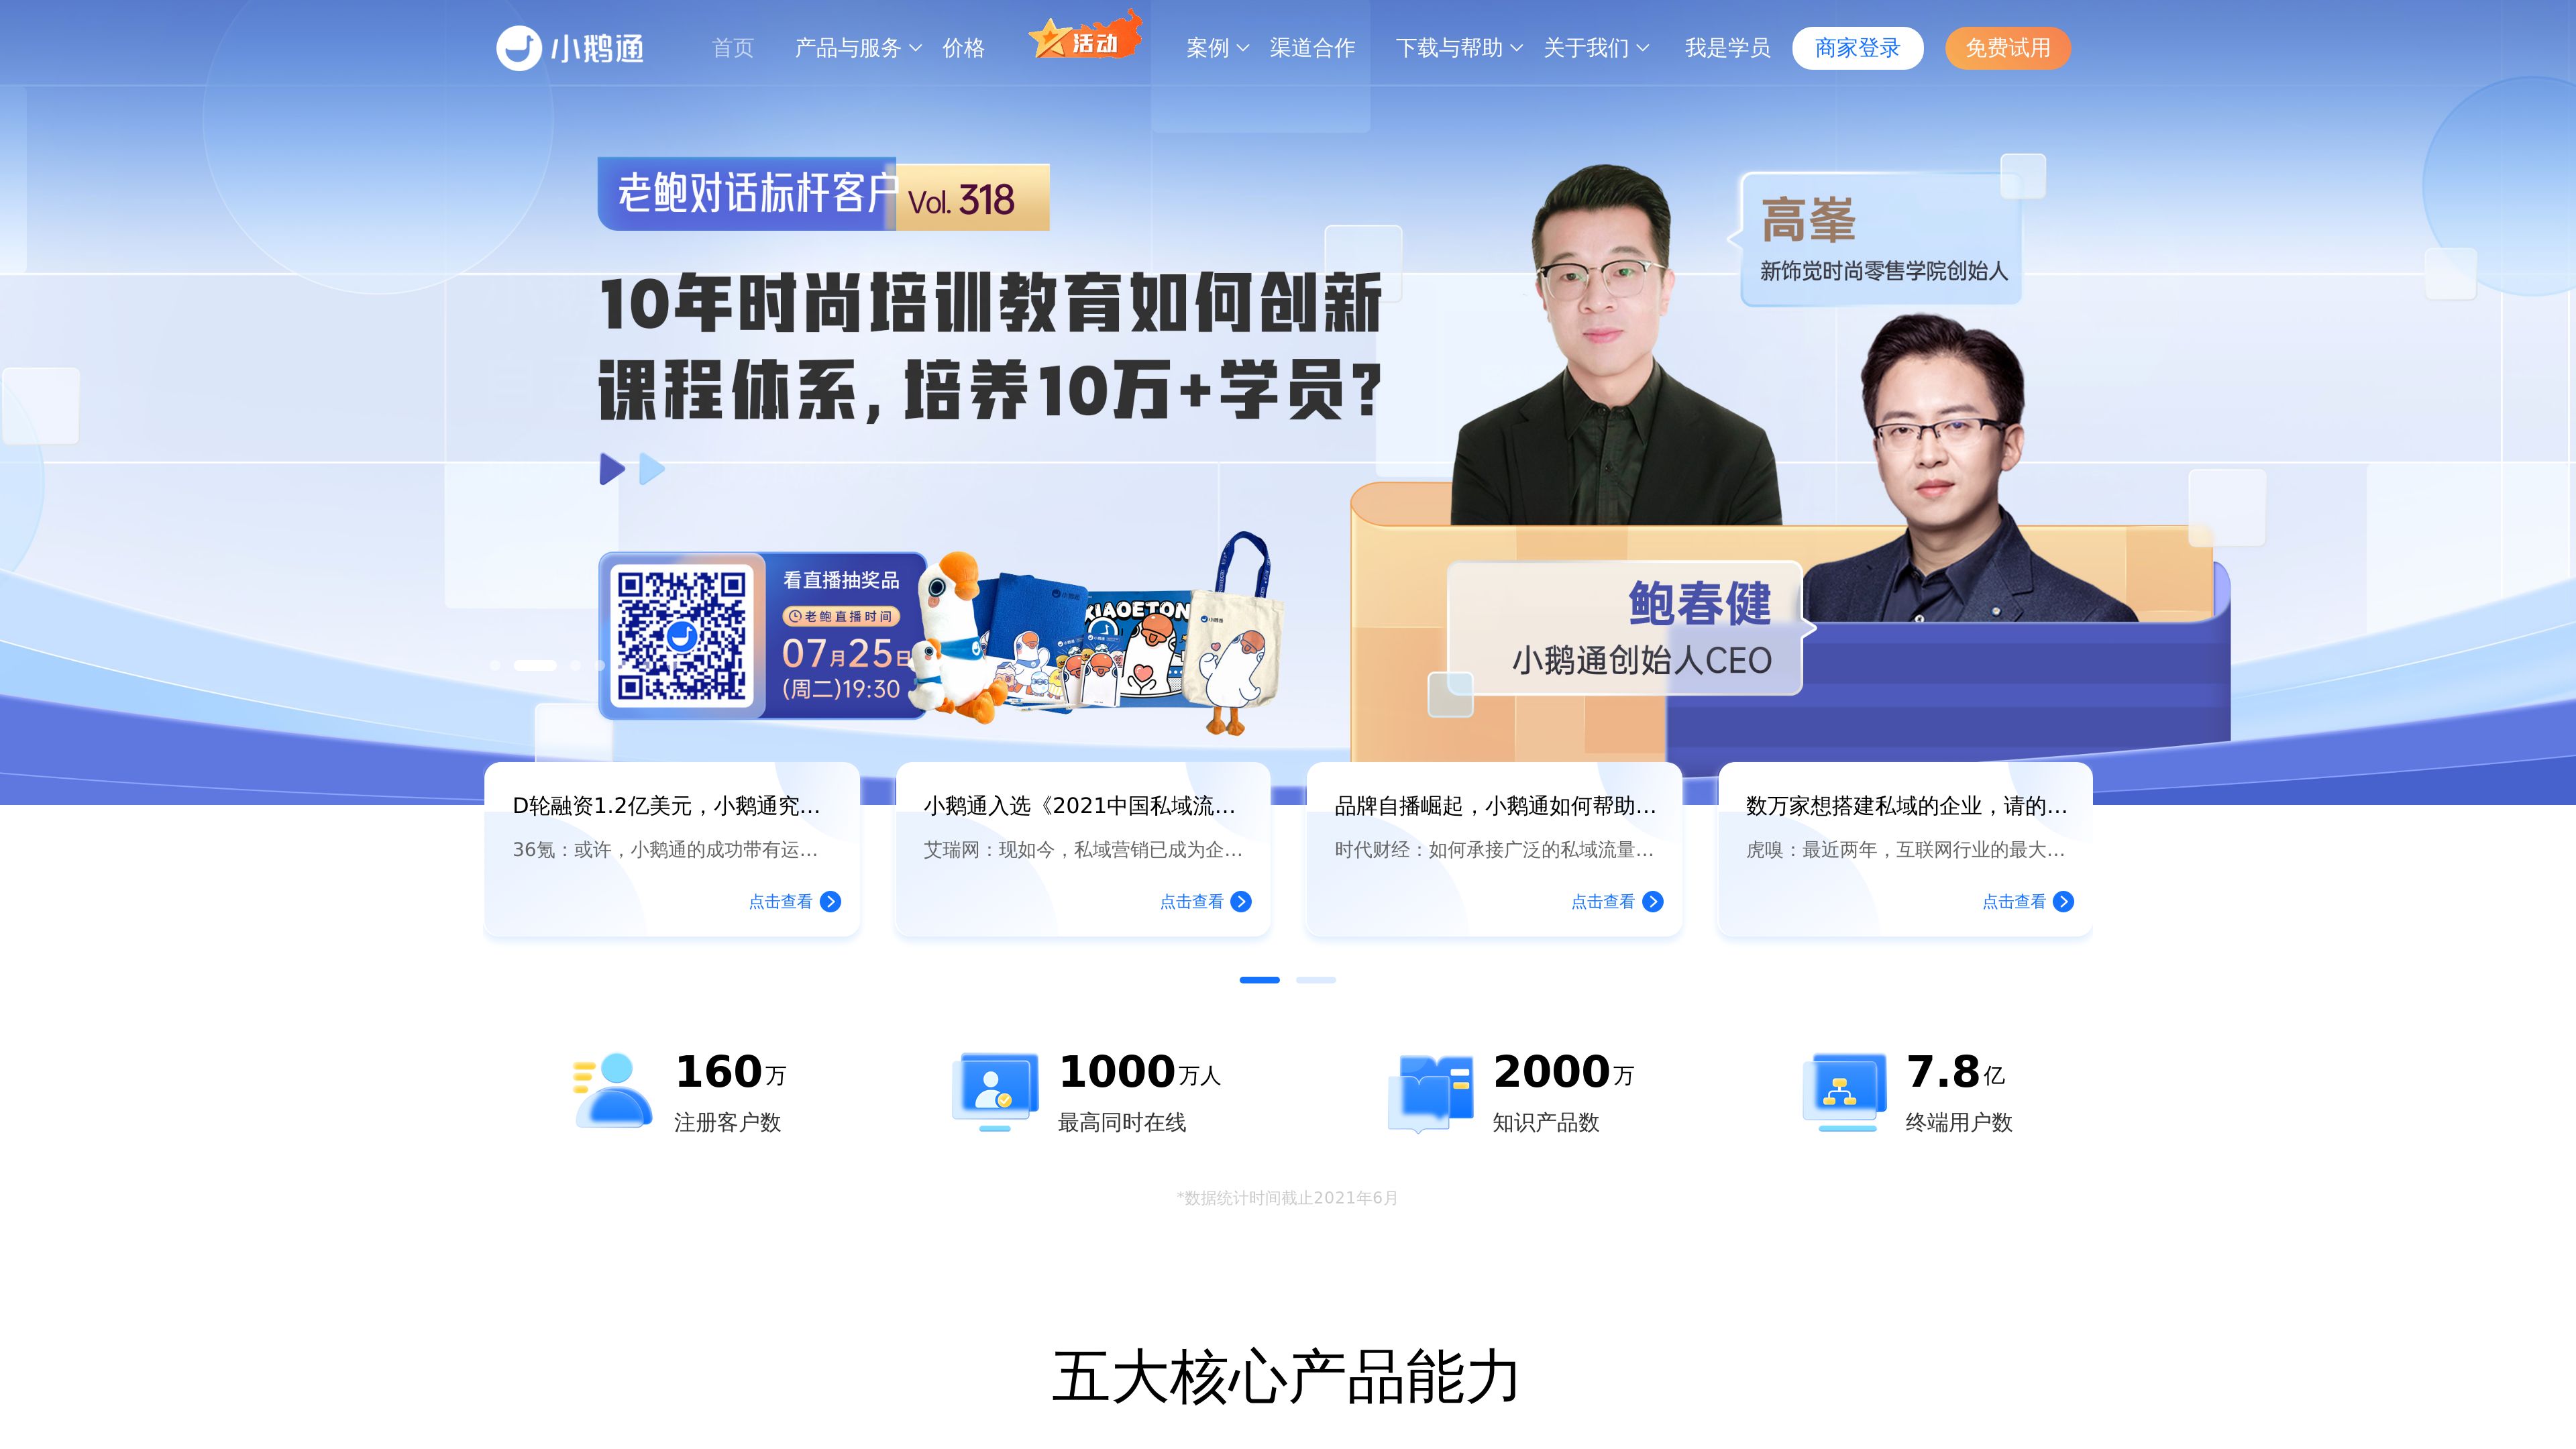 小鹅通
首页
产品与服务
价格
活动
案例
渠道合作
下载与帮助
关于我们
我是学员
商家登录
免费试用
老鲍对话标杆客户
Vol. 318
10年时尚培训教育如何创新
课程体系, 培养10万+学员?
高峯
新饰觉时尚零售学院创始人
鲍春健
小鹅通创始人CEO
看直播抽奖品
老鲍直播时间
07月25日
(周二)19:30
XIAOETON
小鹅通
D轮融资1.2亿美元，小鹅通究…
36氪：或许，小鹅通的成功带有运…
点击查看
小鹅通入选《2021中国私域流…
艾瑞网：现如今，私域营销已成为企…
点击查看
品牌自播崛起，小鹅通如何帮助…
时代财经：如何承接广泛的私域流量…
点击查看
数万家想搭建私域的企业，请的…
虎嗅：最近两年，互联网行业的最大…
点击查看
160万
注册客户数
1000万人
最高同时在线
2000万
知识产品数
7.8亿
终端用户数
*数据统计时间截止2021年6月
五大核心产品能力